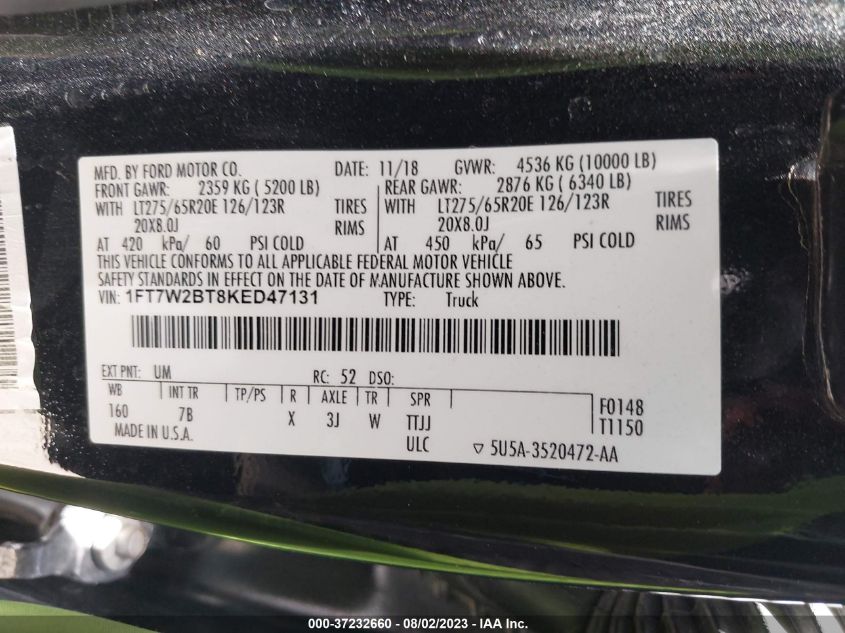 MFD. BY FORD MOTOR CO. DATE: 11/18 GVWR: 4536 KG (10000 LB)
FRONT GAWR: 2359 KG ( 5200 LB) REAR GAWR: 2876 KG ( 6340 LB)
WITH LT275/65R20E 126/123R TIRES WITH LT275/65R20E 126/123R TIRES
20X8.0J RIMS 20X8.0J RIMS
AT 420 kPa/ 60 PSI COLD AT 450 kPa/ 65 PSI COLD
THIS VEHICLE CONFORMS TO ALL APPLICABLE FEDERAL MOTOR VEHICLE
SAFETY STANDARDS IN EFFECT ON THE DATE OF MANUFACTURE SHOWN ABOVE.
VIN: 1FT7W2BT8KED47131 TYPE: Truck
EXT PNT: UM RC: 52 DSO:
WB INT TR TP/PS R AXLE TR SPR
160 7B X 3J W TTJJ F0148
MADE IN U.S.A. ULC T1150
▽ 5U5A-3520472-AA
000-37232660 - 08/02/2023 - IAA Inc.